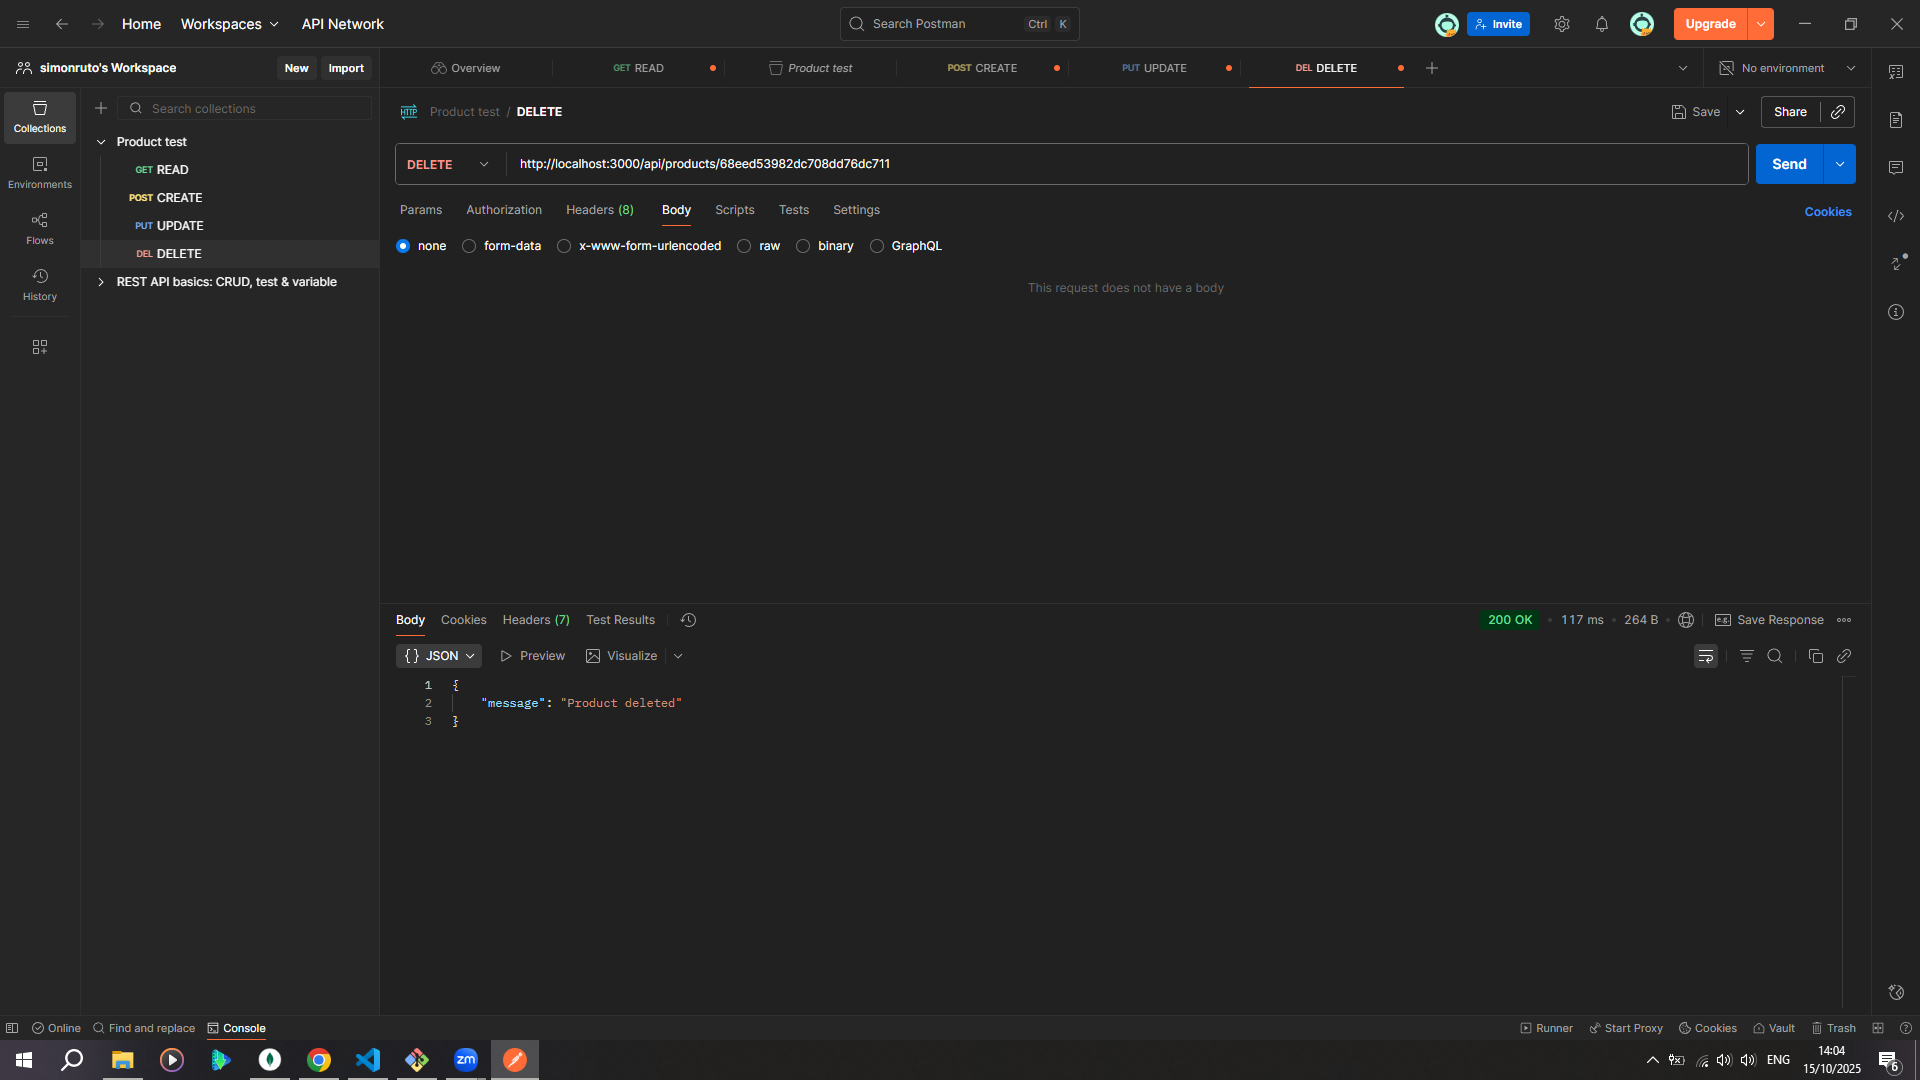 Home Workspaces API Network Search Postman Ctrl K Invite Upgrade
simonruto's Workspace New Import Overview GET READ Product test POST CREATE PUT UPDATE DEL DELETE No environment
Collections
Environments
Flows
History
Search collections
Product test
GET READ
POST CREATE
PUT UPDATE
DEL DELETE
REST API basics: CRUD, test & variable
HTTP Product test / DELETE Save Share
DELETE http://localhost:3000/api/products/68eed53982dc708dd76dc711 Send
Params Authorization Headers (8) Body Scripts Tests Settings Cookies
none form-data x-www-form-urlencoded raw binary GraphQL
This request does not have a body
Body Cookies Headers (7) Test Results 200 OK • 117 ms • 264 B • e.g. Save Response
{} JSON Preview Visualize
1 {
2 "message": "Product deleted"
3 }
Online Find and replace Console Runner Start Proxy Cookies Vault Trash
zm ENG 14:04
15/10/2025 6